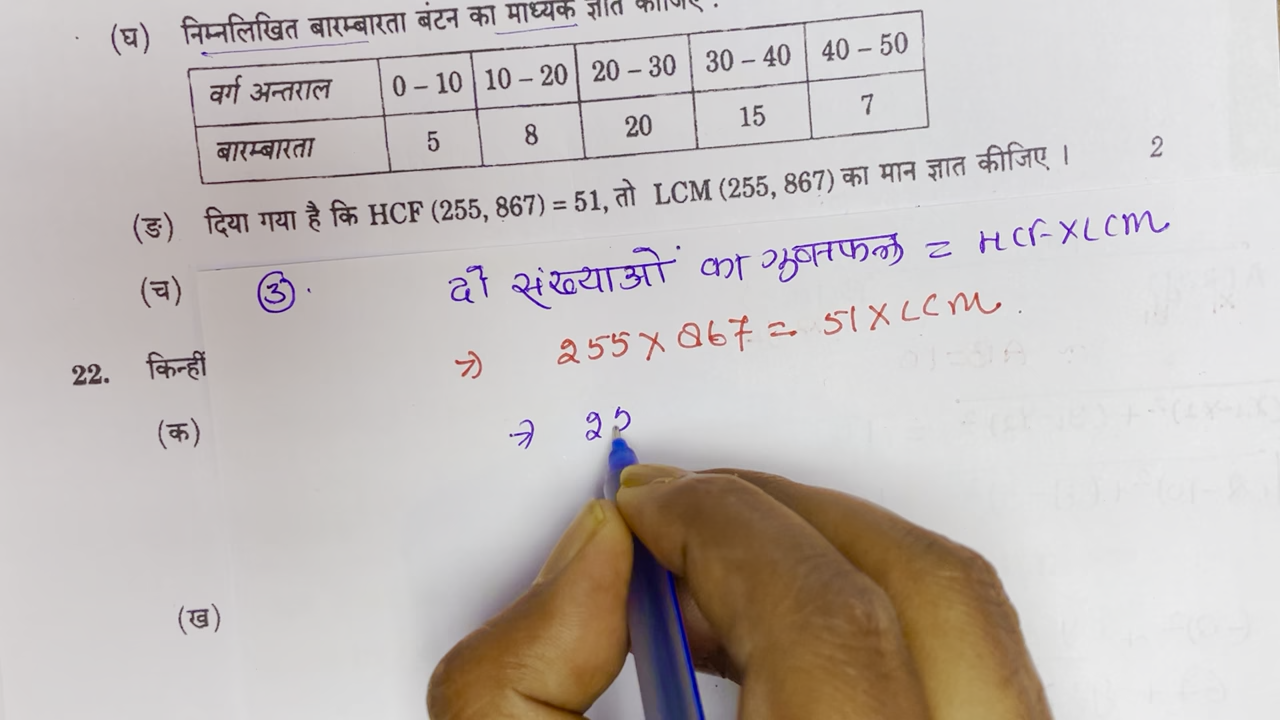 (घ) निम्नलिखित बारम्बारता बंटन का माध्यक ज्ञात कीजिए :
वर्ग अन्तराल 0 – 10 10 – 20 20 – 30 30 – 40 40 – 50
बारम्बारता 5 8 20 15 7
(ङ) दिया गया है कि HCF (255, 867) = 51, तो LCM (255, 867) का मान ज्ञात कीजिए । 2
(च) ③. दो संख्याओं का गुणनफल = HCF X LCM
→ 255 X 867 = 51 X LCM
22. किन्हीं
(क) → 25
(ख)